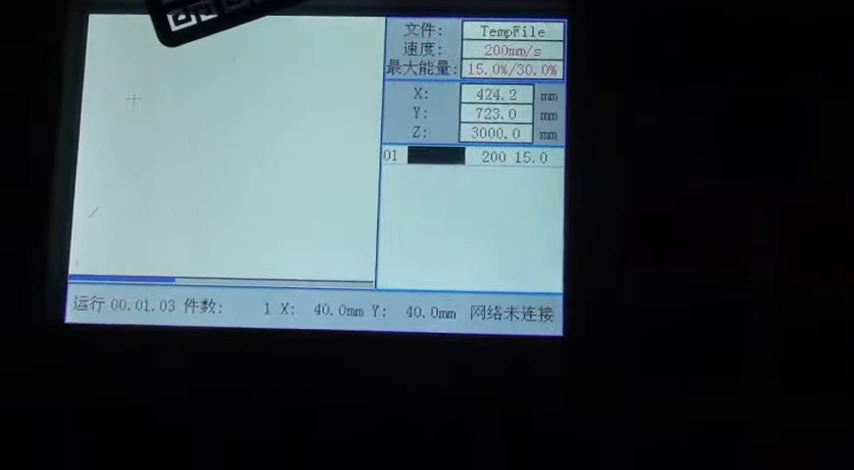 文件: TempFile
速度: 200mm/s
最大能量: 15.0%/30.0%
X: 424.2 mm
Y: 723.0 mm
Z: 3000.0 mm
01 200 15.0
运行 00.01.03 件数: 1 X: 40.0mm Y: 40.0mm 网络未连接